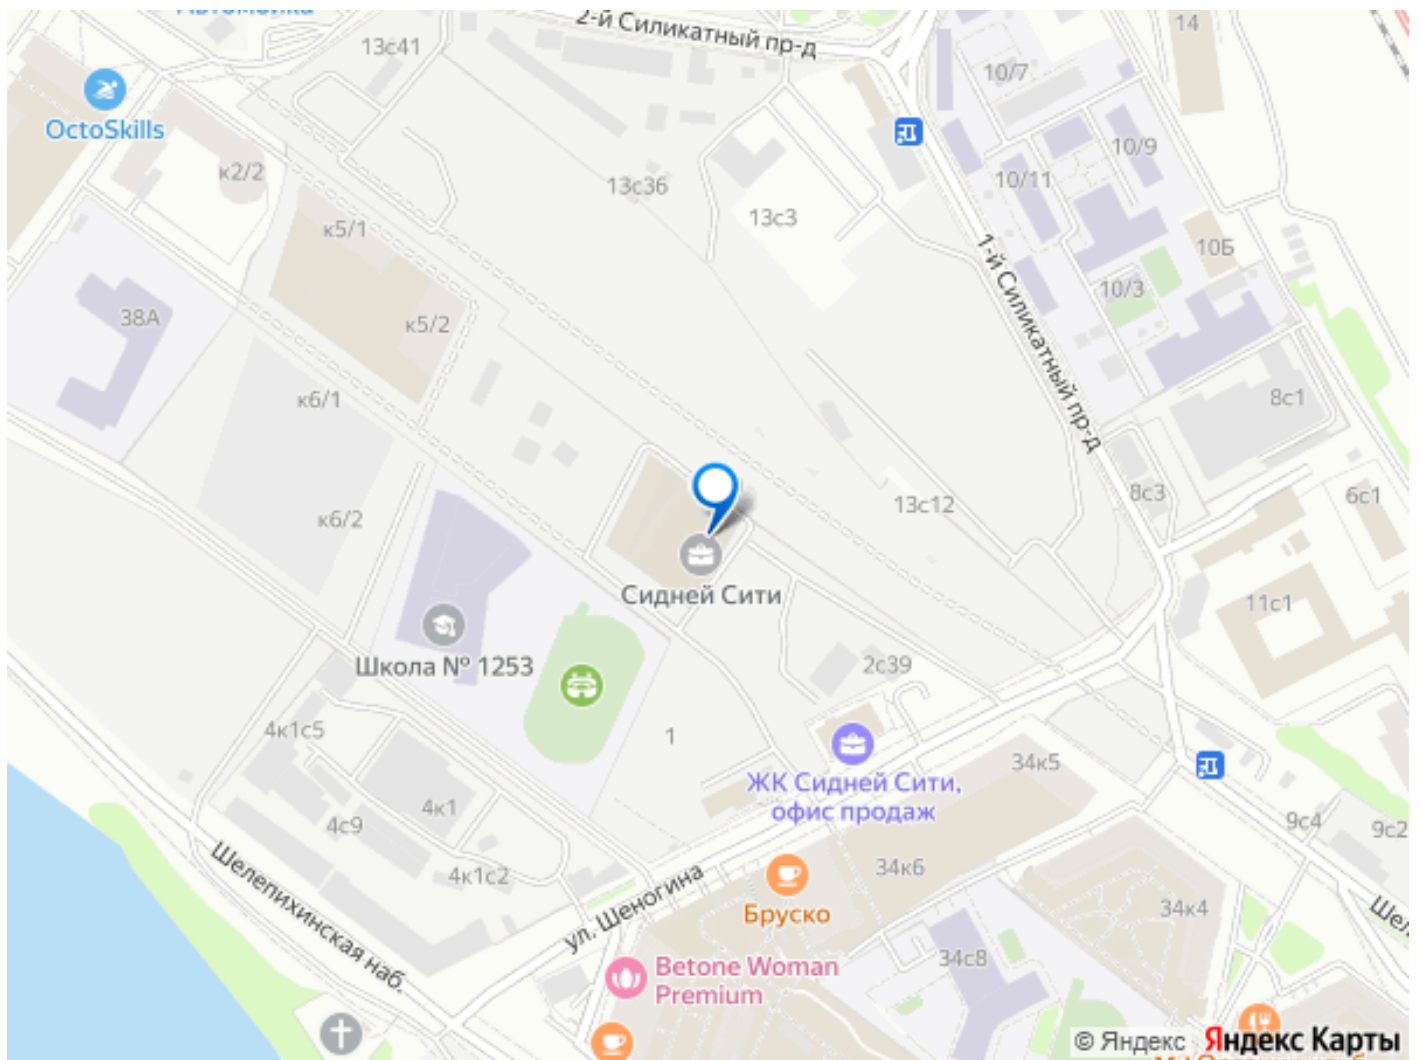 Автомойка
2-й Силикатный пр-д
13с41
14
10/7
OctoSkills
10/9
к2/2
10/11
13с36
13с3
к5/1
1-й Силикатный пр-д
10Б
10/3
38А
к5/2
к6/1
8с1
8с3
6с1
13с12
к6/2
Сидней Сити
11с1
Школа № 1253
2с39
4к1с5
1
34к5
ЖК Сидней Сити,
офис продаж
4к1
4с9
9с4
9с2
34к6
4к1с2
Шелепихинская наб.
ул. Шеногина
Бруско
34к4
Шел
34с8
Betone Woman
Premium
© Яндекс Яндекс Карты